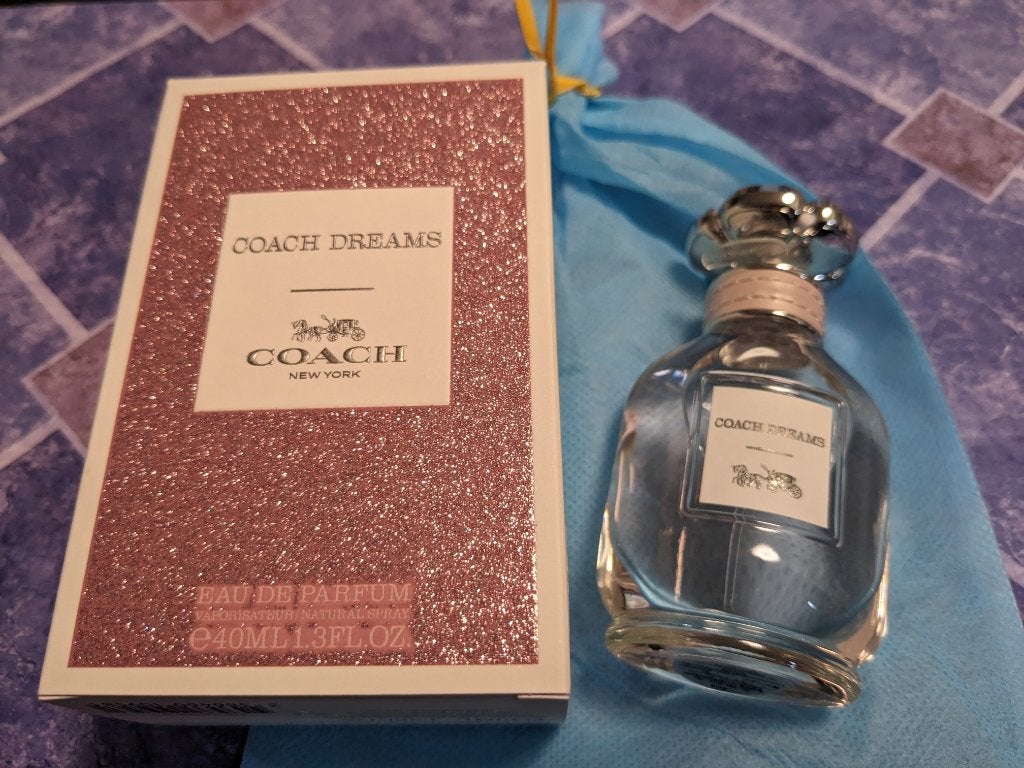 COACH DREAMS
COACH
NEW YORK
EAU DE PARFUM
VAPORISATEUR NATURAL SPRAY
e40ML 1.3FL.OZ
COACH DREAMS